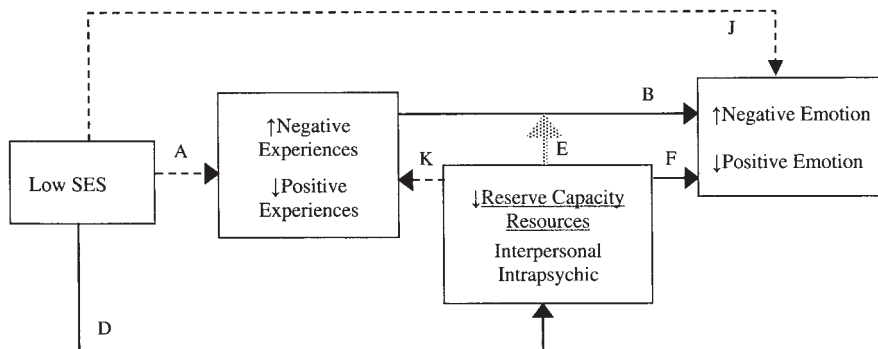 J
B
↑Negative Emotion
↓Positive Emotion
A
↑Negative
Experiences
↓Positive
Experiences
Low SES
K
E
F
↓Reserve Capacity
Resources
Interpersonal
Intrapsychic
D